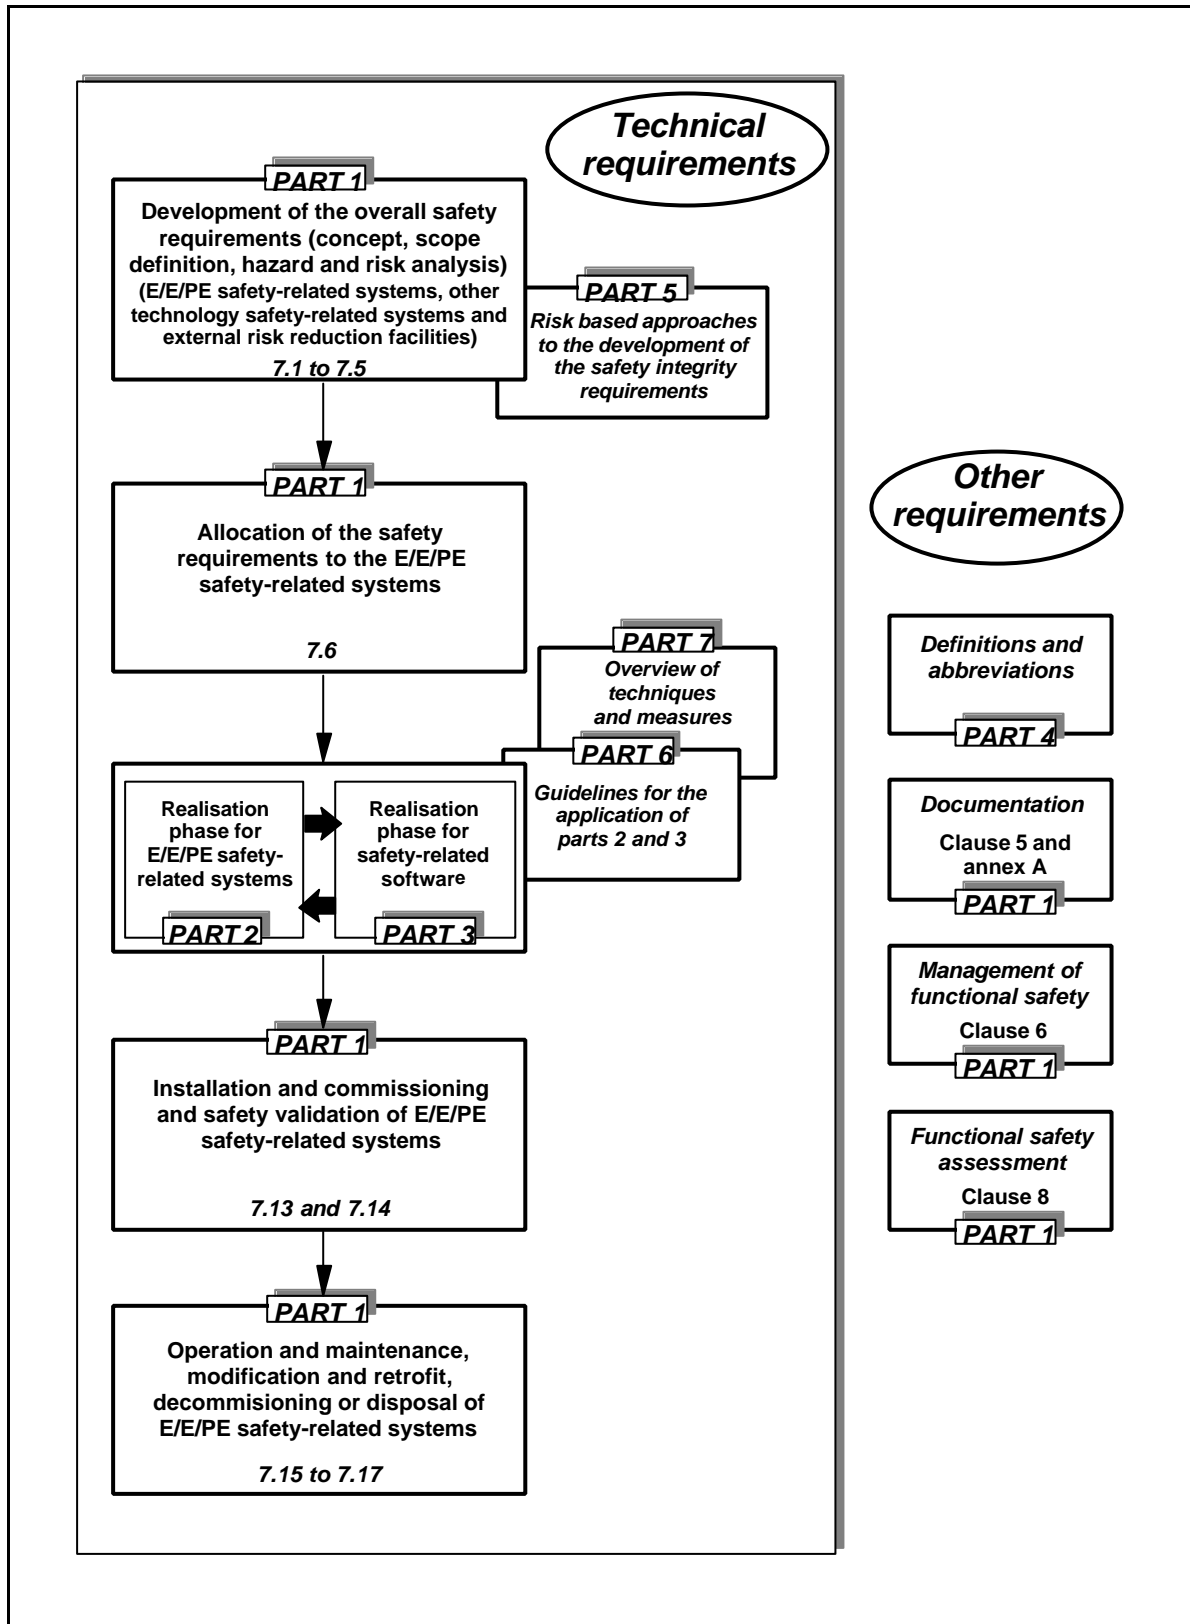 Technical
requirements
PART 1
Development of the overall safety
requirements (concept, scope
definition, hazard and risk analysis)
(E/E/PE safety-related systems, other
technology safety-related systems and
external risk reduction facilities)
7.1 to 7.5
PART 5
Risk based approaches
to the development of
the safety integrity
requirements
PART 1
Allocation of the safety
requirements to the E/E/PE
safety-related systems
7.6
PART 7
Overview of
techniques
and measures
PART 6
Guidelines for the
application of
parts 2 and 3
Realisation
phase for
E/E/PE safety-
related systems
PART 2
Realisation
phase for
safety-related
software
PART 3
PART 1
Installation and commissioning
and safety validation of E/E/PE
safety-related systems
7.13 and 7.14
PART 1
Operation and maintenance,
modification and retrofit,
decommisioning or disposal of
E/E/PE safety-related systems
7.15 to 7.17
Other
requirements
Definitions and
abbreviations
PART 4
Documentation
Clause 5 and
annex A
PART 1
Management of
functional safety
Clause 6
PART 1
Functional safety
assessment
Clause 8
PART 1